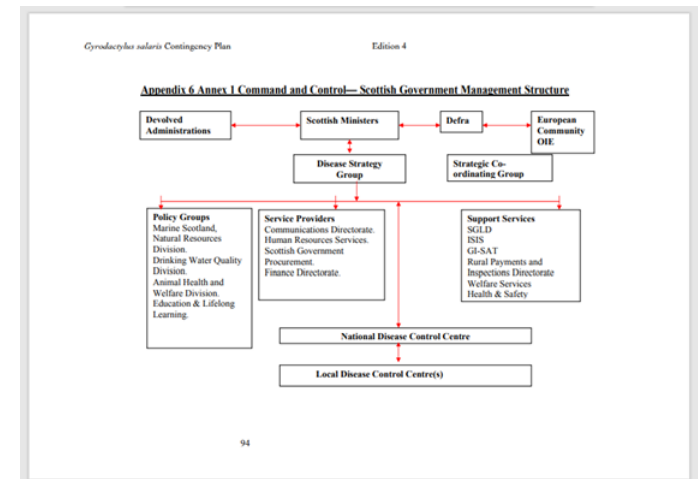 Gyrodactylus salaris Contingency Plan
Edition 4
Appendix 6 Annex 1 Command and Control— Scottish Government Management Structure
Devolved
Administrations
Scottish Ministers
Defra
European
Community
OIE
Disease Strategy
Group
Strategic Co-
ordinating Group
Policy Groups
Marine Scotland,
Natural Resources
Division.
Drinking Water Quality
Division.
Animal Health and
Welfare Division.
Education & Lifelong
Learning.
Service Providers
Communications Directorate.
Human Resources Services.
Scottish Government
Procurement.
Finance Directorate.
Support Services
SGLD
ISIS
GI-SAT
Rural Payments and
Inspections Directorate
Welfare Services
Health & Safety
National Disease Control Centre
Local Disease Control Centre(s)
94